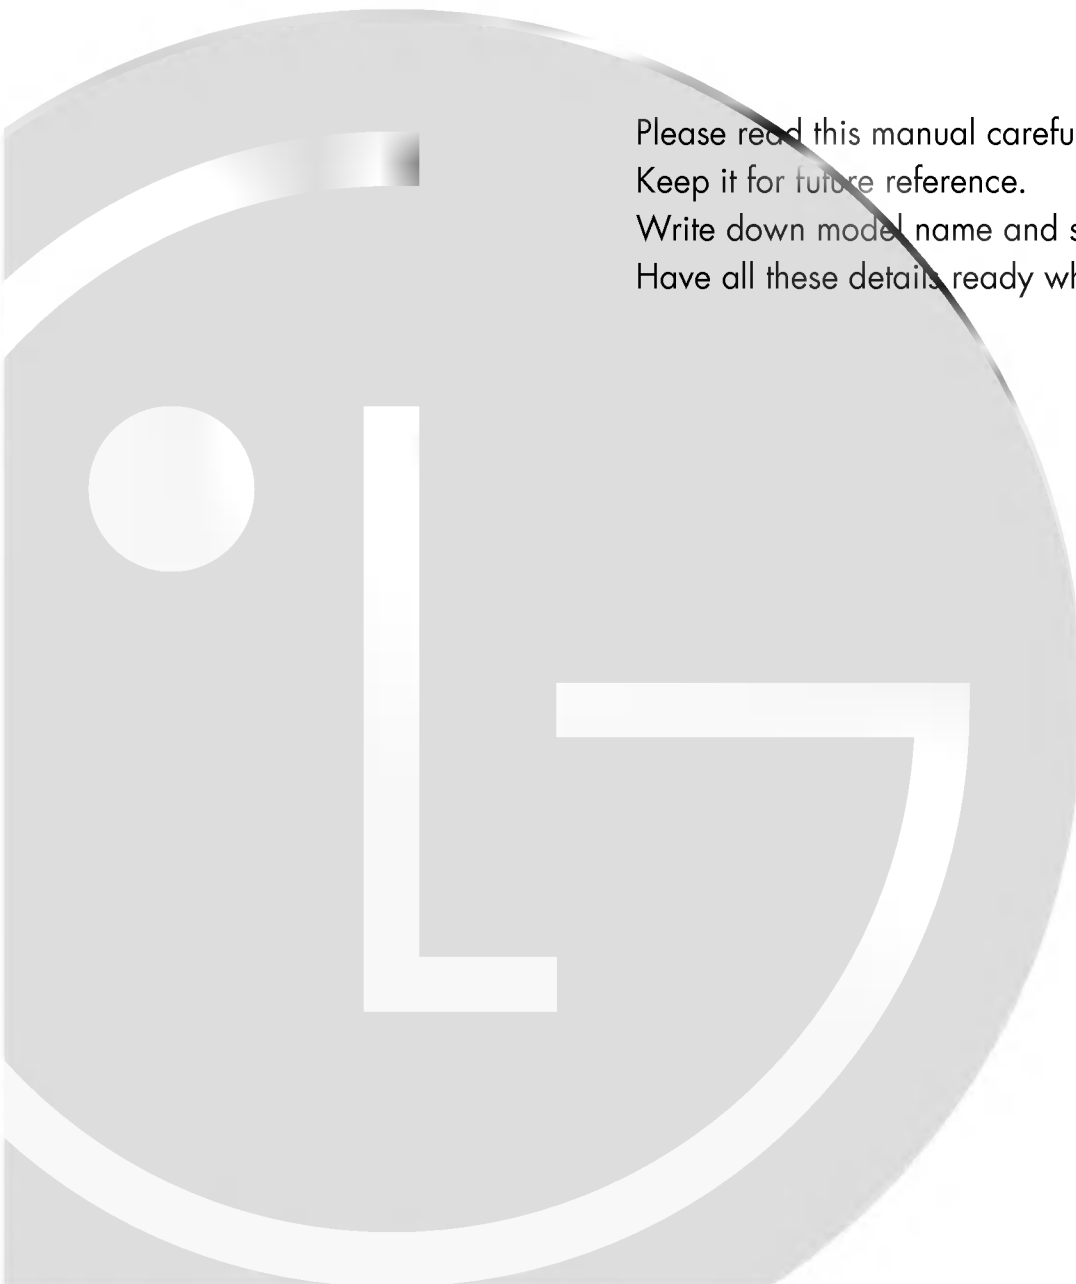 Please read this manual carefu
Keep it for future reference.
Write down model name and s
Have all these details ready wh
LG